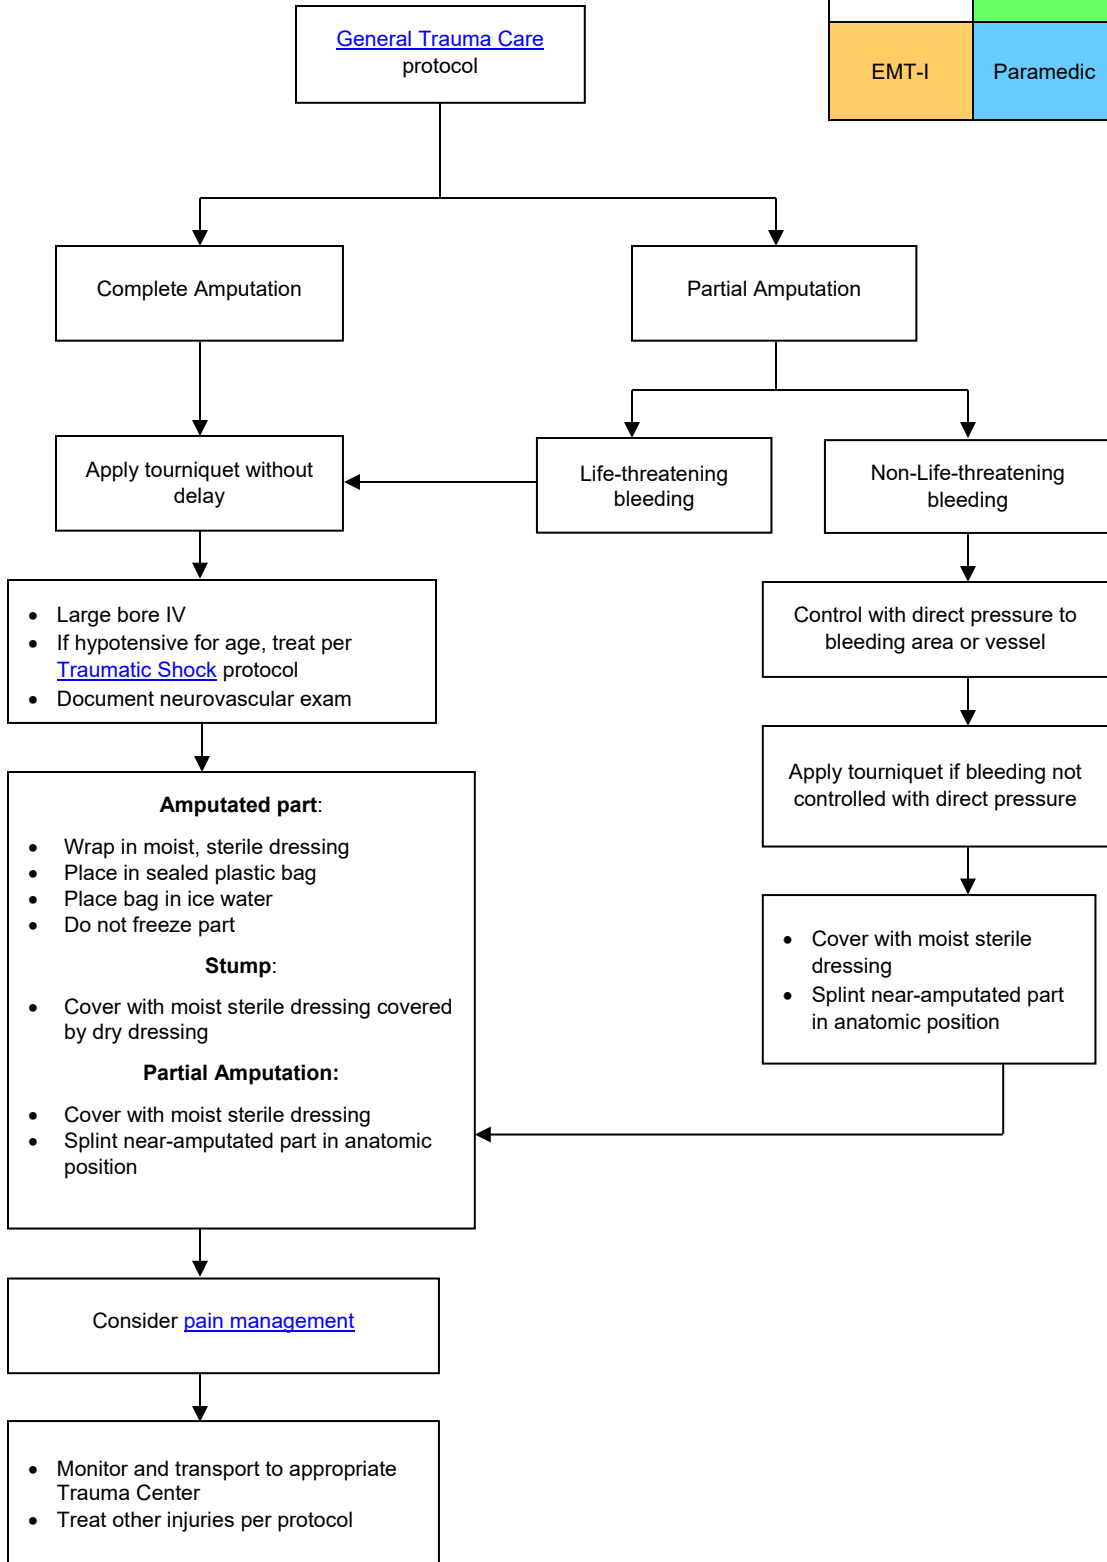 General Trauma Care
protocol
EMT-I
Paramedic
Complete Amputation
Partial Amputation
Apply tourniquet without
delay
Life-threatening
bleeding
Non-Life-threatening
bleeding
• Large bore IV
• If hypotensive for age, treat per
Traumatic Shock protocol
• Document neurovascular exam
Control with direct pressure to
bleeding area or vessel
Apply tourniquet if bleeding not
controlled with direct pressure
Amputated part:
• Wrap in moist, sterile dressing
• Place in sealed plastic bag
• Place bag in ice water
• Do not freeze part
Stump:
• Cover with moist sterile dressing covered
by dry dressing
Partial Amputation:
• Cover with moist sterile dressing
• Splint near-amputated part in anatomic
position
• Cover with moist sterile
dressing
• Splint near-amputated part
in anatomic position
Consider pain management
• Monitor and transport to appropriate
Trauma Center
• Treat other injuries per protocol